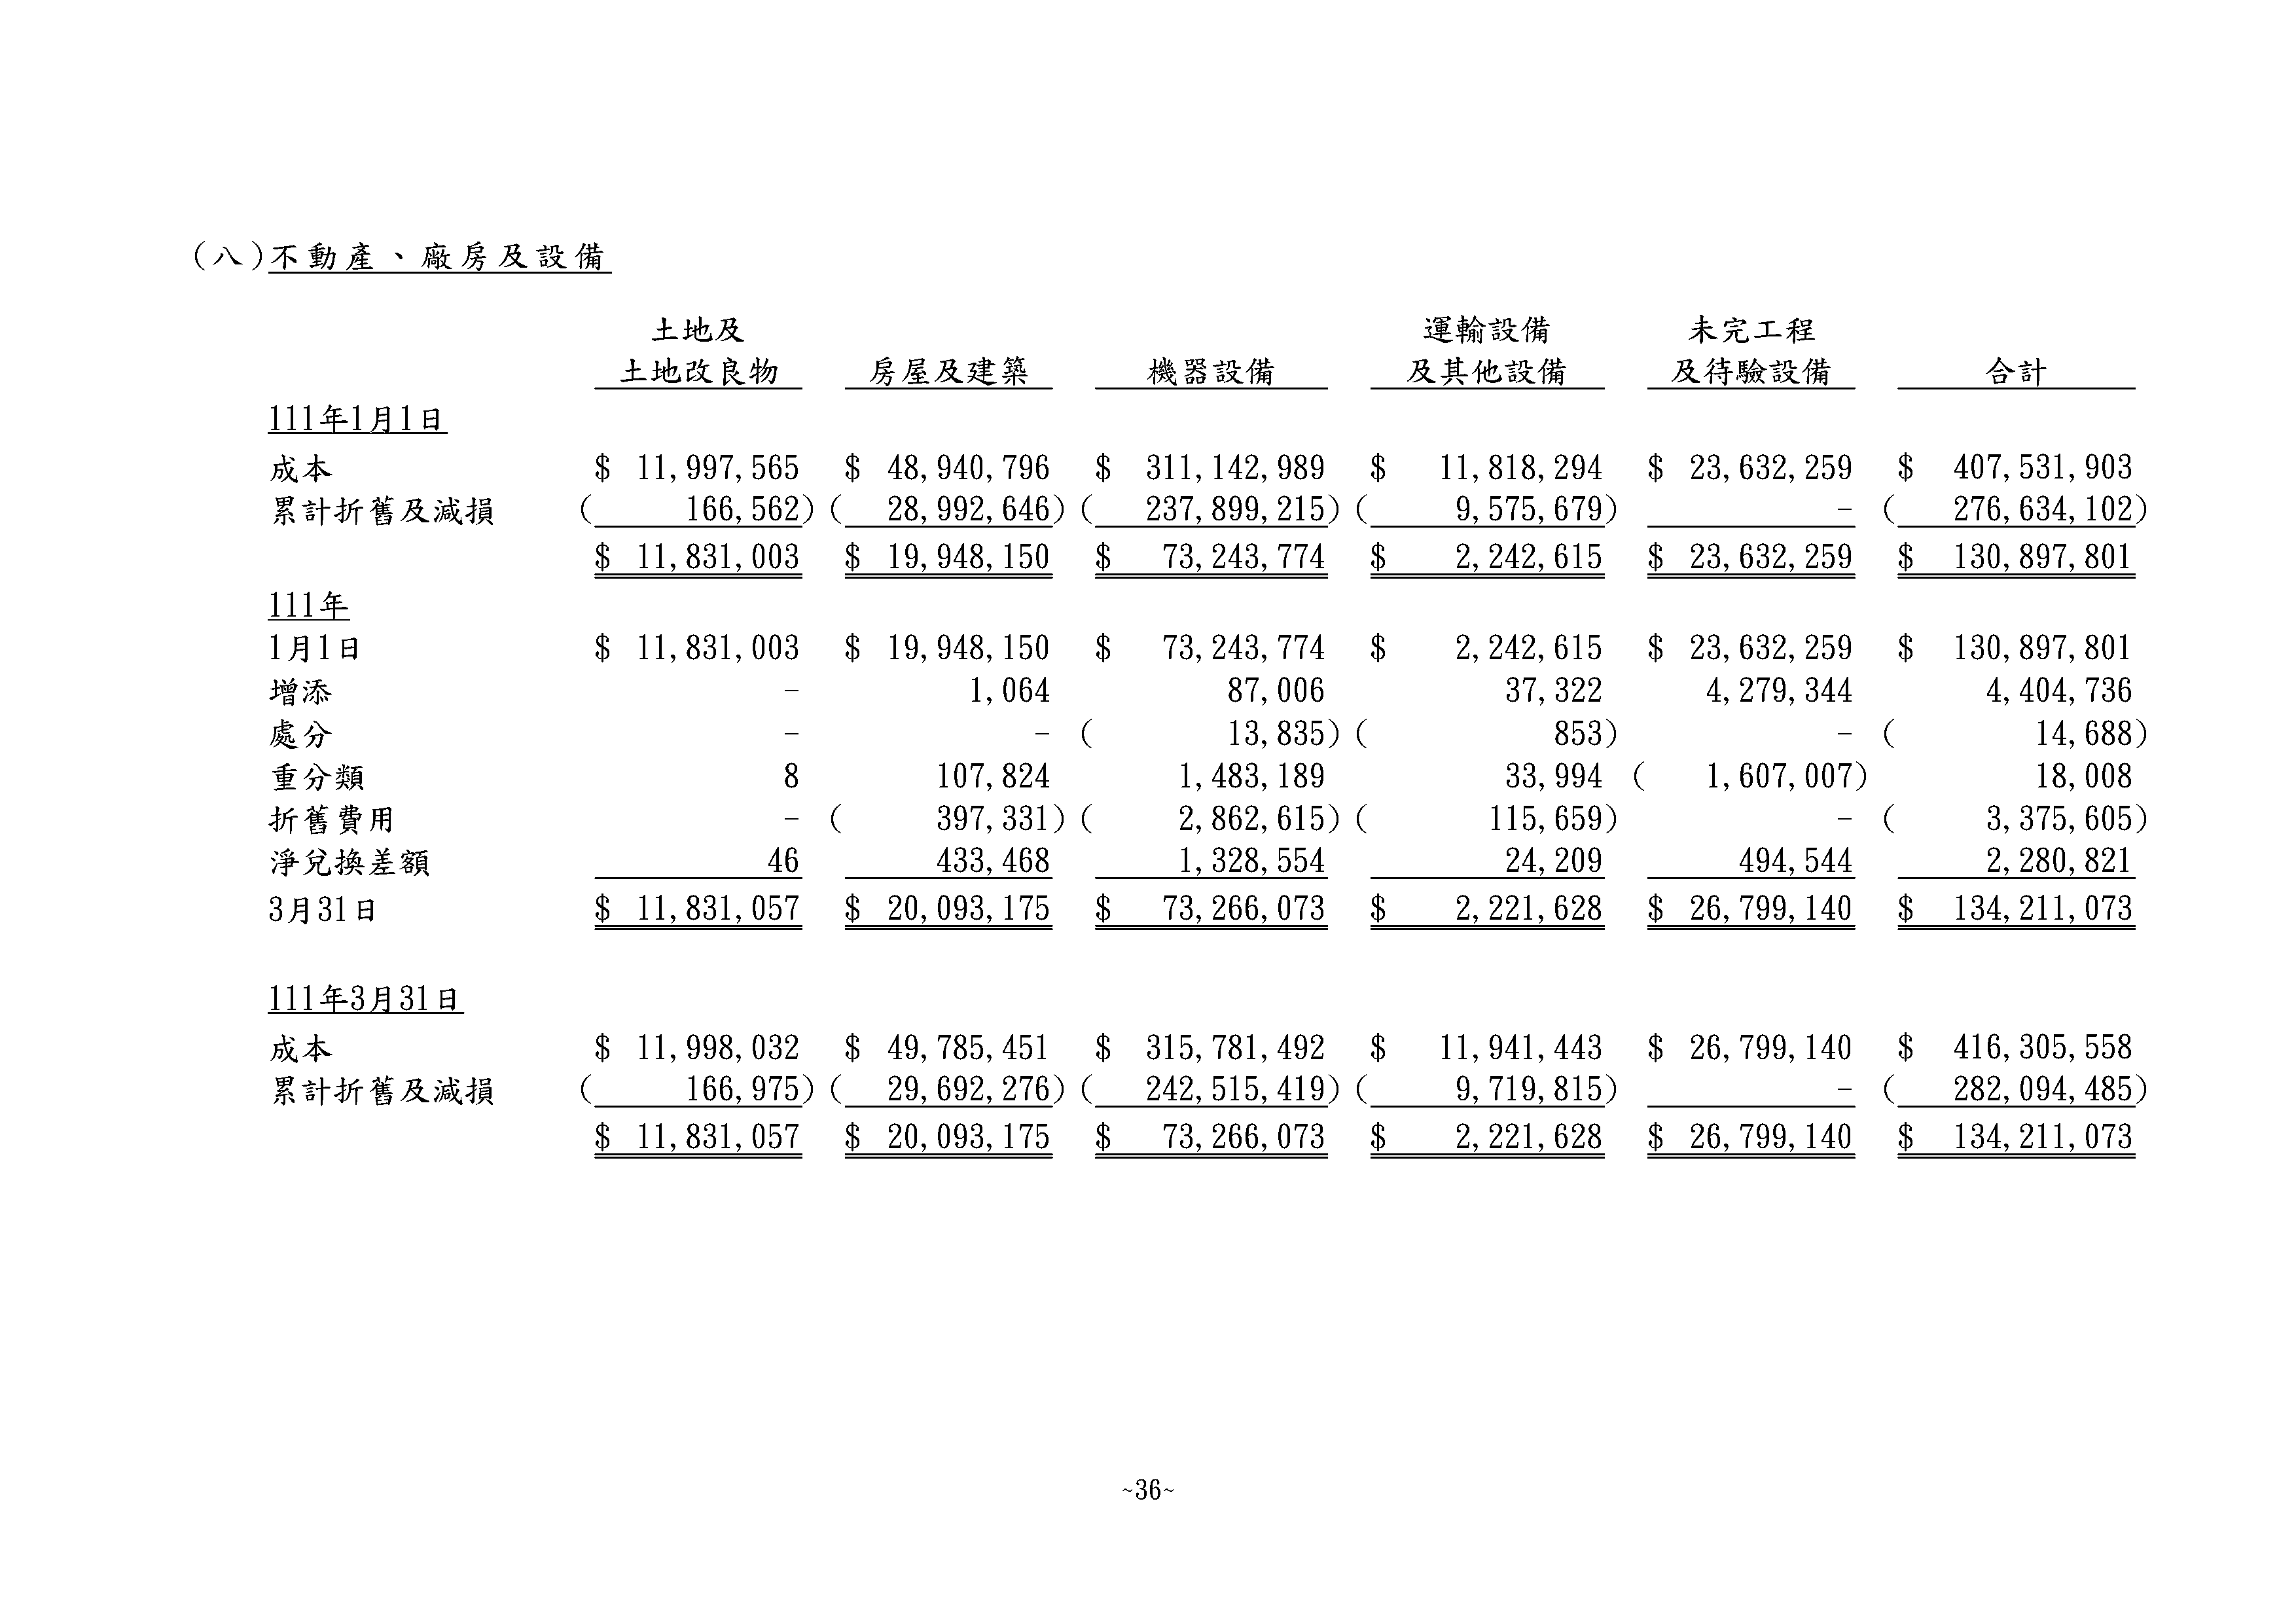 (八)不動產、廠房及設備
土地及 運輸設備 未完工程
土地改良物 房屋及建築 機器設備 及其他設備 及待驗設備 合計
111年1月1日
成本 $ 11,997,565 $ 48,940,796 $ 311,142,989 $ 11,818,294 $ 23,632,259 $ 407,531,903
累計折舊及減損 ( 166,562) ( 28,992,646) ( 237,899,215) ( 9,575,679) - ( 276,634,102)
$ 11,831,003 $ 19,948,150 $ 73,243,774 $ 2,242,615 $ 23,632,259 $ 130,897,801
111年
1月1日 $ 11,831,003 $ 19,948,150 $ 73,243,774 $ 2,242,615 $ 23,632,259 $ 130,897,801
增添 - 1,064 87,006 37,322 4,279,344 4,404,736
處分 - - ( 13,835) ( 853) - ( 14,688)
重分類 8 107,824 1,483,189 33,994 ( 1,607,007) 18,008
折舊費用 - ( 397,331) ( 2,862,615) ( 115,659) - ( 3,375,605)
淨兌換差額 46 433,468 1,328,554 24,209 494,544 2,280,821
3月31日 $ 11,831,057 $ 20,093,175 $ 73,266,073 $ 2,221,628 $ 26,799,140 $ 134,211,073
111年3月31日
成本 $ 11,998,032 $ 49,785,451 $ 315,781,492 $ 11,941,443 $ 26,799,140 $ 416,305,558
累計折舊及減損 ( 166,975) ( 29,692,276) ( 242,515,419) ( 9,719,815) - ( 282,094,485)
$ 11,831,057 $ 20,093,175 $ 73,266,073 $ 2,221,628 $ 26,799,140 $ 134,211,073
~36~